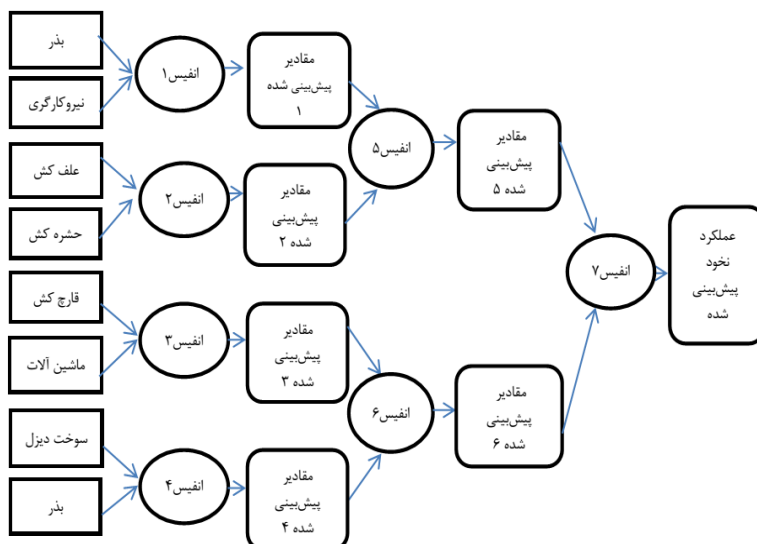 بذر
نیروکارگری
علف کش
حشره کش
قارچ کش
ماشین آلات
سوخت دیزل
بذر
انفیس۱
انفیس۲
انفیس۳
انفیس۴
مقادیر
پیش‌بینی شده
۱
مقادیر
پیش‌بینی
شده ۲
مقادیر
پیش‌بینی
شده ۳
مقادیر
پیش‌بینی
شده ۴
انفیس۵
انفیس۶
مقادیر
پیش‌بینی
شده ۵
مقادیر
پیش‌بینی
شده ۶
انفیس۷
عملکرد
نخود
پیش‌بینی
شده